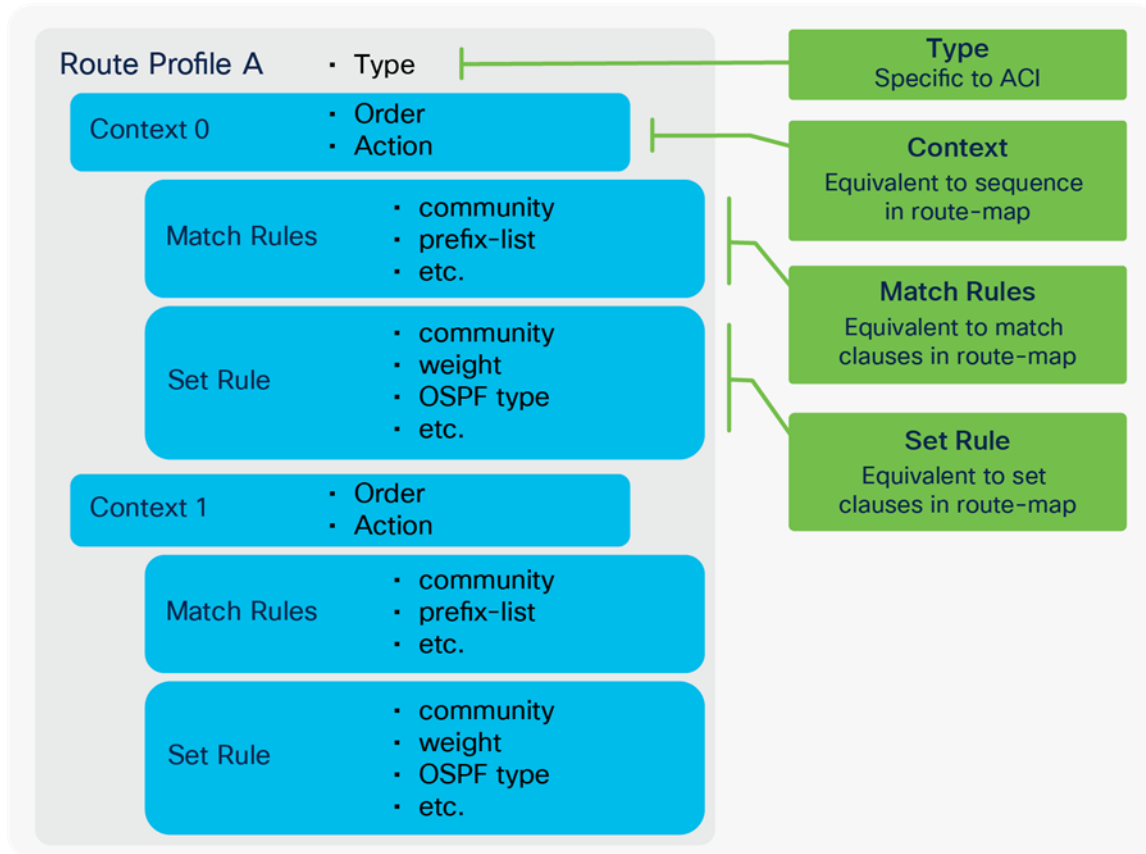 Route Profile A
· Type
Context 0
· Order
· Action
Match Rules
· community
· prefix-list
· etc.
Set Rule
· community
· weight
· OSPF type
· etc.
Context 1
· Order
· Action
Match Rules
· community
· prefix-list
· etc.
Set Rule
· community
· weight
· OSPF type
· etc.
Type
Specific to ACI
Context
Equivalent to sequence
in route-map
Match Rules
Equivalent to match
clauses in route-map
Set Rule
Equivalent to set
clauses in route-map